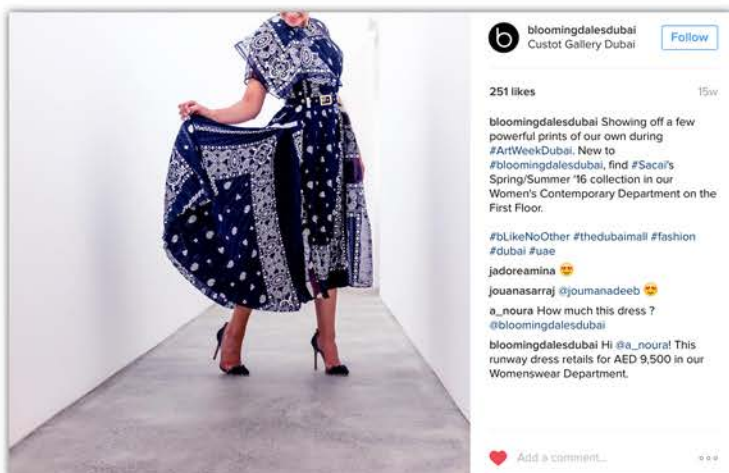 b
bloomingdalesdubai
Custot Gallery Dubai
Follow
251 likes
15w
bloomingdalesdubai Showing off a few
powerful prints of our own during
#ArtWeekDubai. New to
#bloomingdalesdubai, find #Sacai's
Spring/Summer '16 collection in our
Women's Contemporary Department on the
First Floor.
#bLikeNoOther #thedubaimall #fashion
#dubai #uae
jadoreamina 😍
jouanasarraj @joumanadeeb 😍
a_noura How much this dress ?
@bloomingdalesdubai
bloomingdalesdubai Hi @a_noura! This
runway dress retails for AED 9,500 in our
Womenswear Department.
Add a comment...